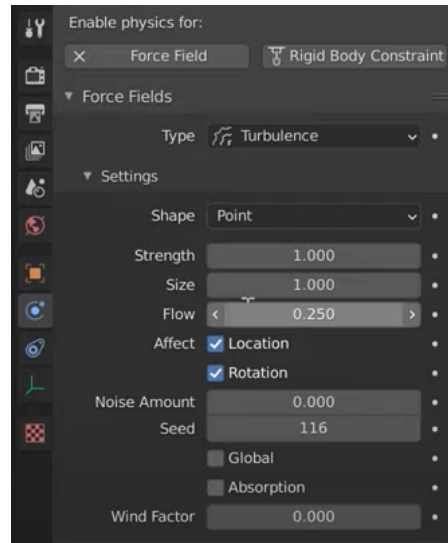 Enable physics for:
Force Field Rigid Body Constraint
Force Fields
Type Turbulence
Settings
Shape Point
Strength 1.000
Size 1.000
Flow 0.250
Affect Location
Rotation
Noise Amount 0.000
Seed 116
Global
Absorption
Wind Factor 0.000